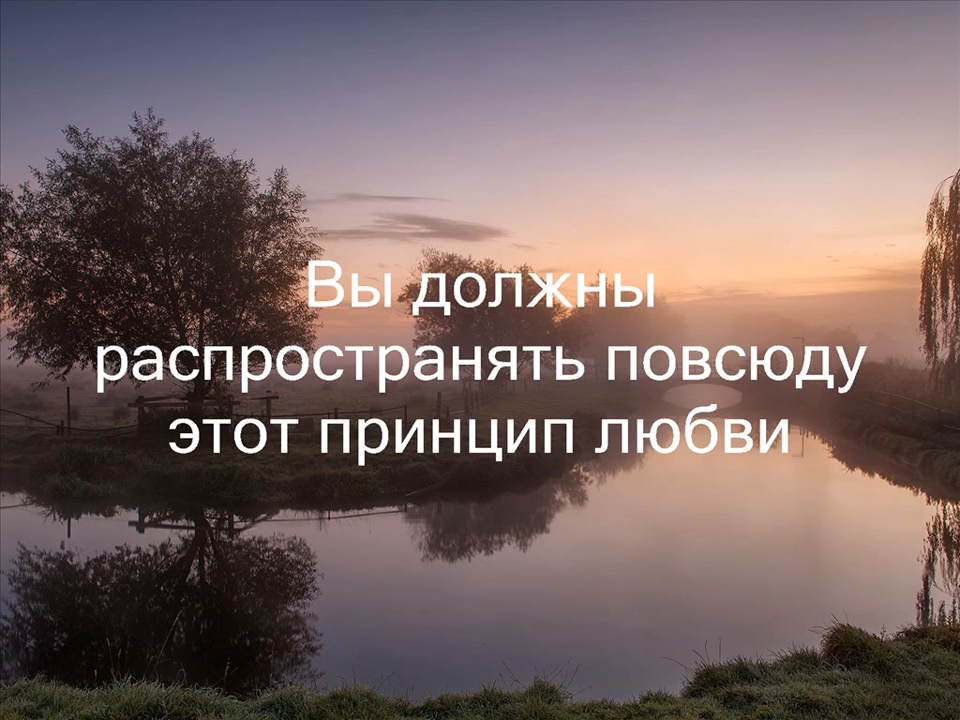 Вы должны
распространять повсюду
этот принцип любви